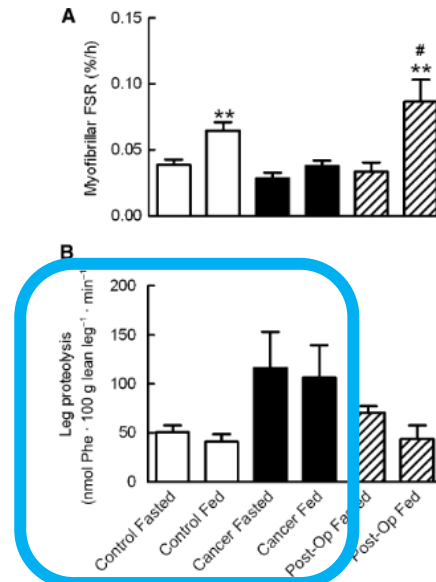 A
Myofibrillar FSR (%/h)
0.15
0.10
0.05
0.00
**
#
**
B
Leg proteolysis
(nmol Phe · 100 g lean leg⁻¹ · min⁻¹
200
150
100
50
0
Control Fasted
Control Fed
Cancer Fasted
Cancer Fed
Post-Op Fasted
Post-Op Fed